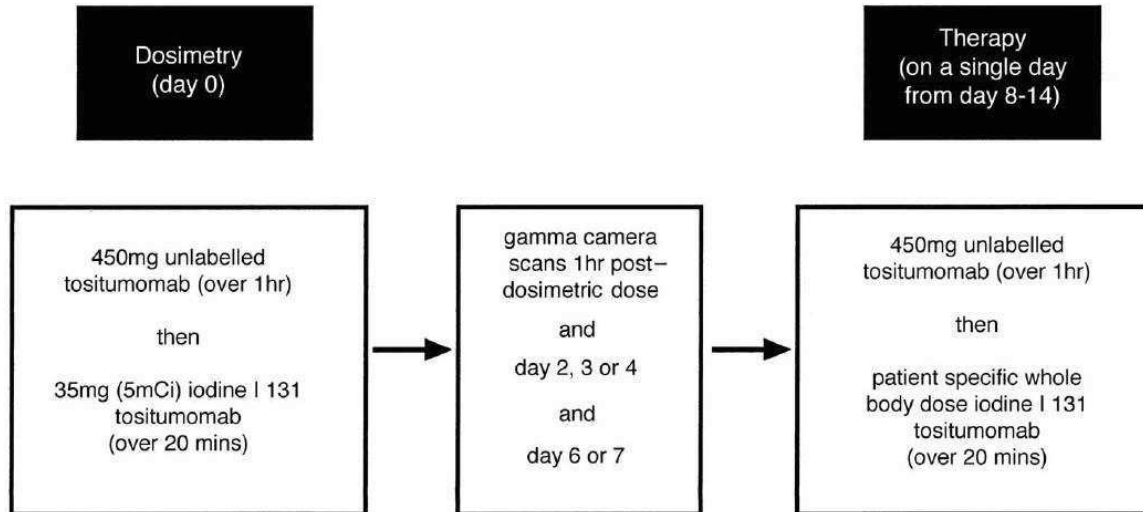 Dosimetry
(day 0)
Therapy
(on a single day
from day 8-14)
450mg unlabelled
tositumomab (over 1hr)
then
35mg (5mCi) iodine I 131
tositumomab
(over 20 mins)
gamma camera
scans 1hr post–
dosimetric dose
and
day 2, 3 or 4
and
day 6 or 7
450mg unlabelled
tositumomab (over 1hr)
then
patient specific whole
body dose iodine I 131
tositumomab
(over 20 mins)